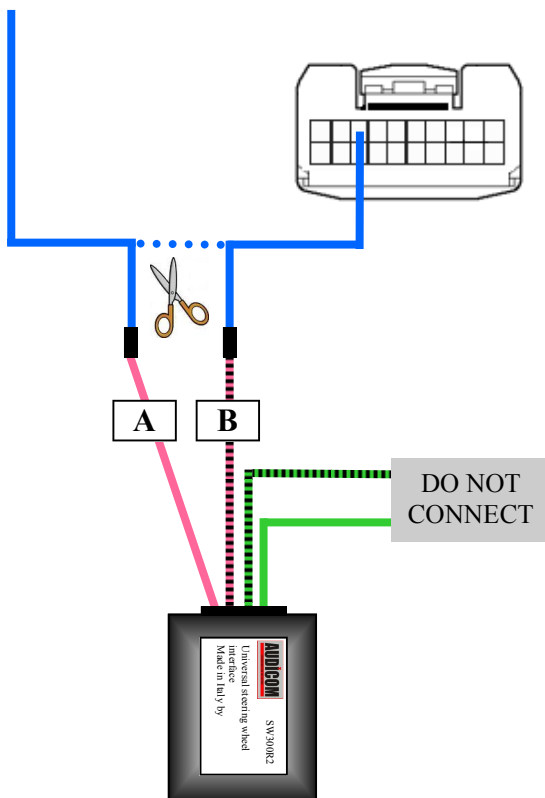 A
B
DO NOT
CONNECT
AUDICOM
SW300R2
Universal steering wheel
interface
Made in Italy by